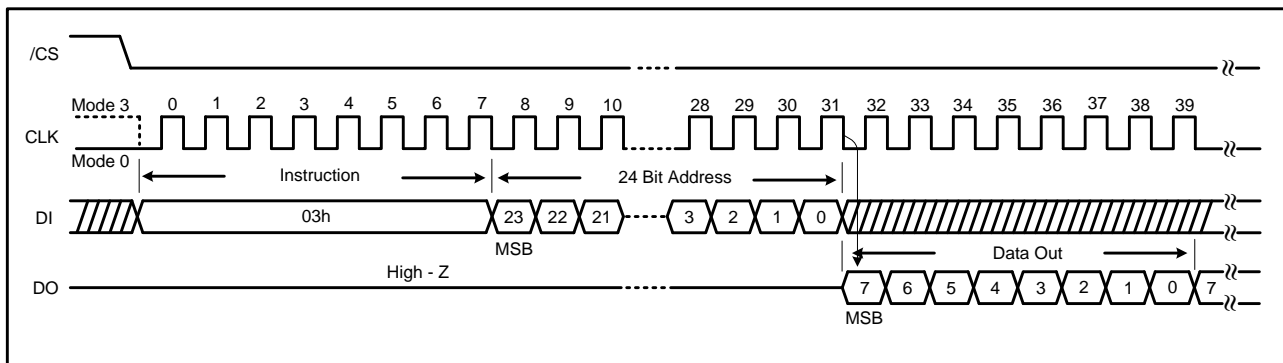 /CS
Mode 3
0 1 2 3 4 5 6 7 8 9 10 28 29 30 31 32 33 34 35 36 37 38 39
CLK
Mode 0
Instruction
24 Bit Address
DI
03h
23 22 21 3 2 1 0
MSB
High - Z
Data Out
DO
7 6 5 4 3 2 1 0 7
MSB